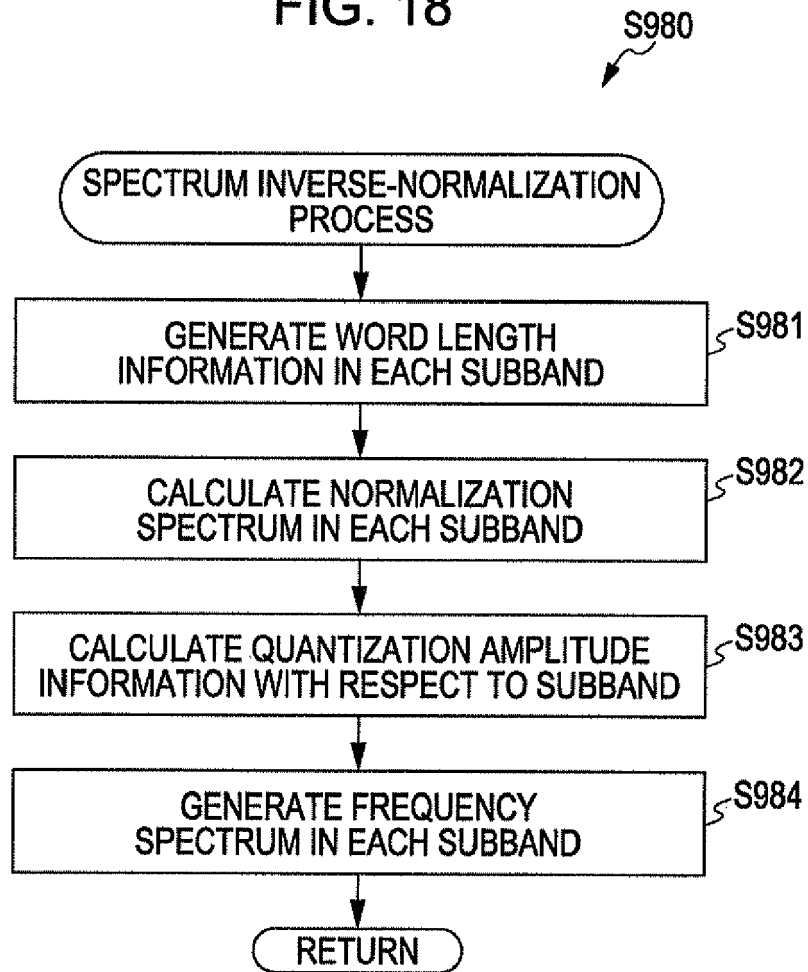 FIG. 18
S980
SPECTRUM INVERSE-NORMALIZATION
PROCESS
GENERATE WORD LENGTH
INFORMATION IN EACH SUBBAND
S981
CALCULATE NORMALIZATION
SPECTRUM IN EACH SUBBAND
S982
CALCULATE QUANTIZATION AMPLITUDE
INFORMATION WITH RESPECT TO SUBBAND
S983
GENERATE FREQUENCY
SPECTRUM IN EACH SUBBAND
S984
RETURN